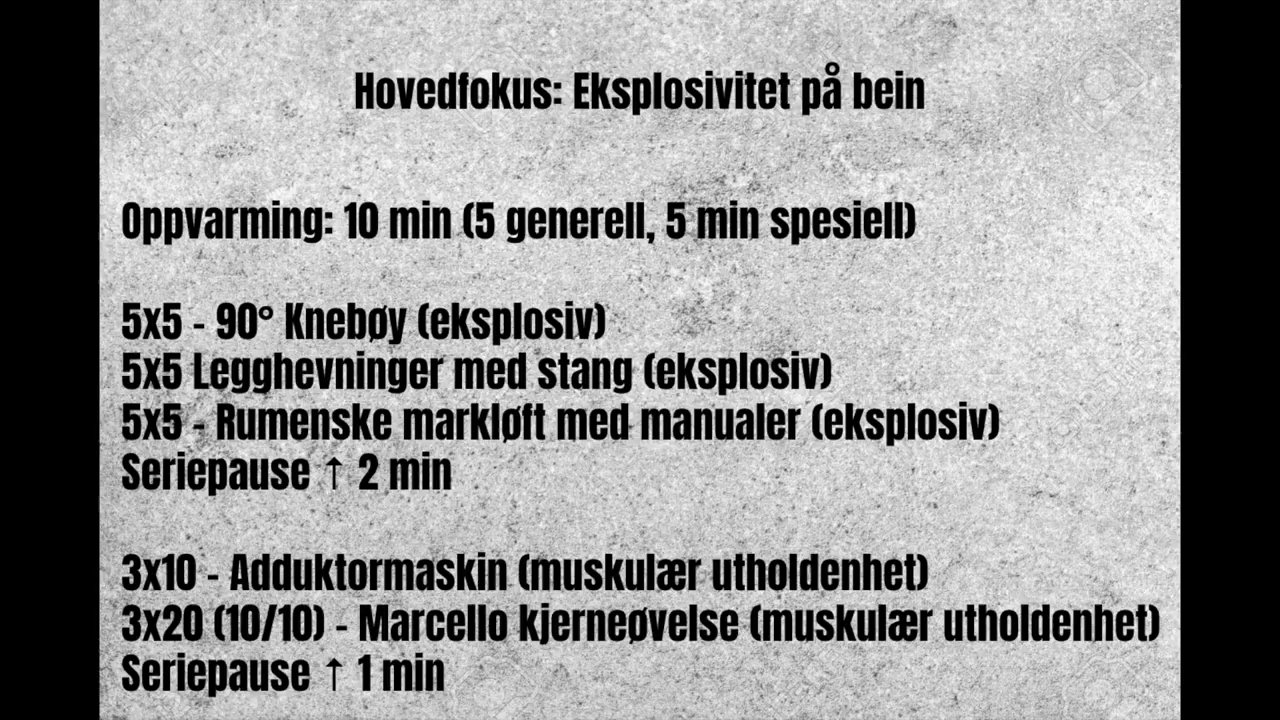 Hovedfokus: Eksplosivitet på bein
Oppvarming: 10 min (5 generell, 5 min spesiell)
5x5 - 90° Knebøy (eksplosiv)
5x5 Legghevninger med stang (eksplosiv)
5x5 - Rumenske markløft med manualer (eksplosiv)
Seriepause ↑ 2 min
3x10 - Adduktormaskin (muskulær utholdenhet)
3x20 (10/10) - Marcello kjerneøvelse (muskulær utholdenhet)
Seriepause ↑ 1 min